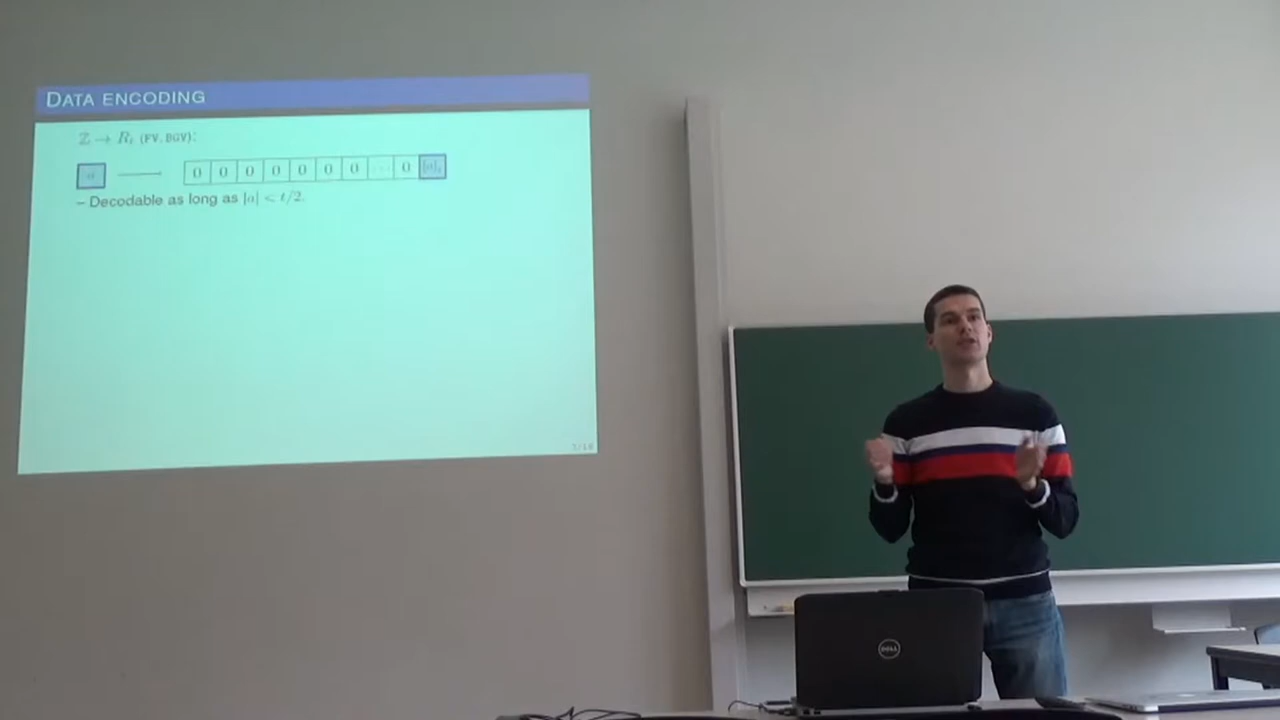 DATA ENCODING
ℤ → R_t (FV, BGV):
a 0 0 0 0 0 0 0 ... 0 [a]_t
– Decodable as long as |a| < t/2.
DELL